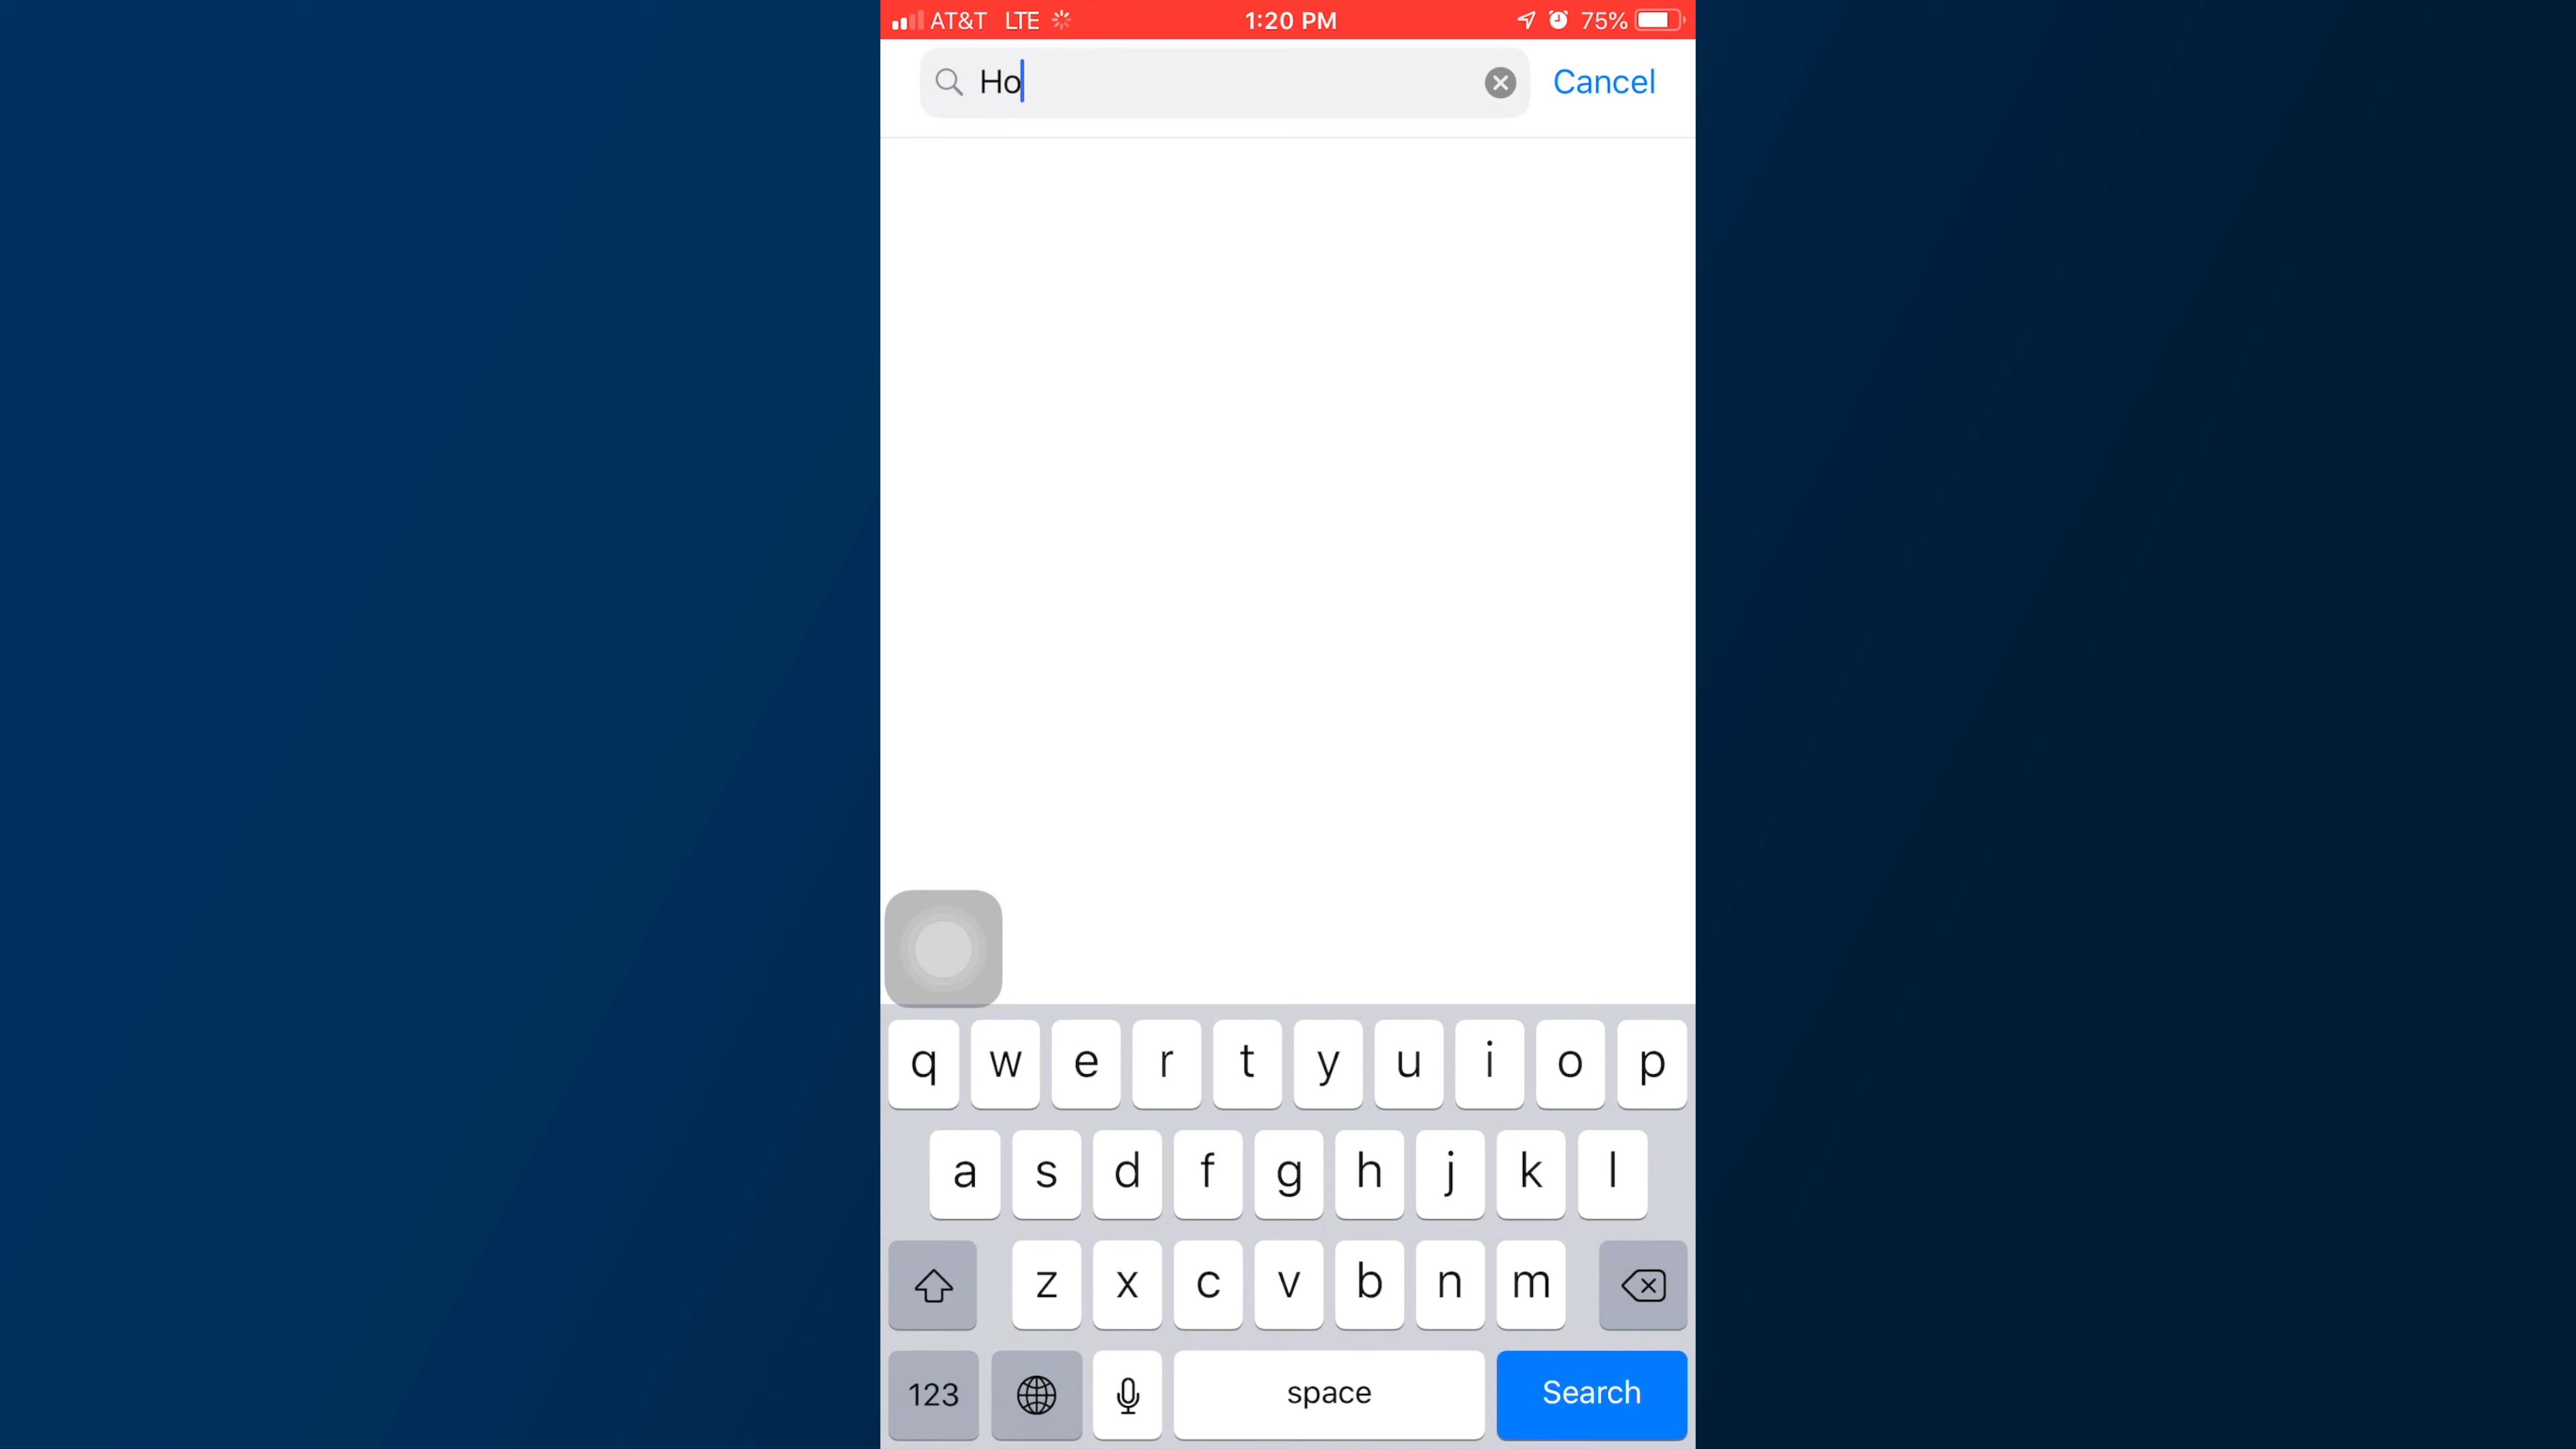 AT&T LTE 1:20 PM 75%
Ho Cancel
q w e r t y u i o p
a s d f g h j k l
z x c v b n m
123 space Search